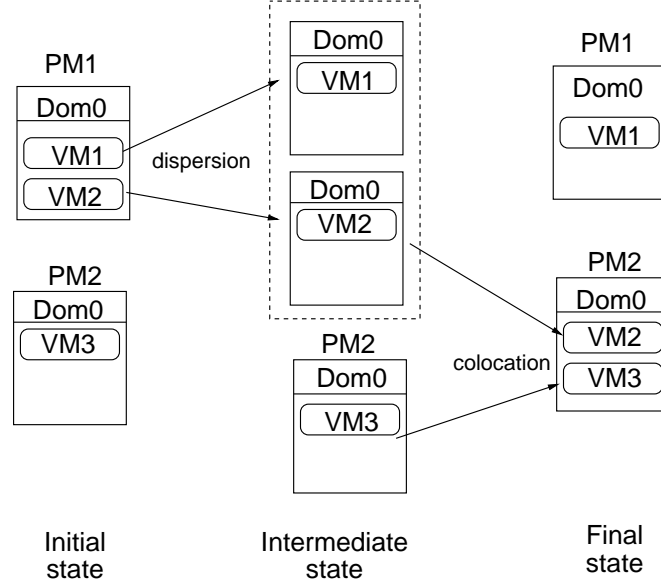 PM1
Dom0
VM1
VM2
PM2
Dom0
VM3
Initial
state
dispersion
Dom0
VM1
Dom0
VM2
PM2
Dom0
VM3
Intermediate
state
colocation
PM1
Dom0
VM1
PM2
Dom0
VM2
VM3
Final
state